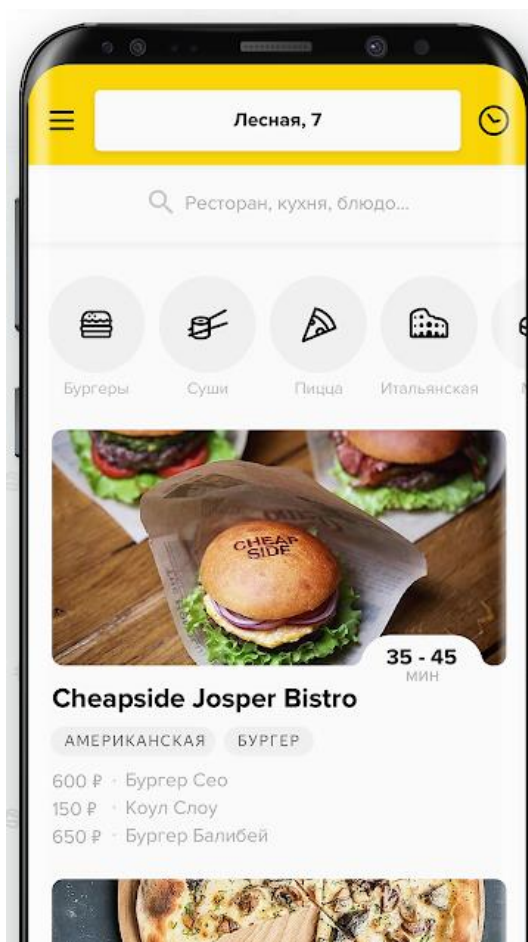 Лесная, 7
Ресторан, кухня, блюдо...
Бургеры Суши Пицца Итальянская
CHEAP
SIDE
35 - 45
мин
Cheapside Josper Bistro
АМЕРИКАНСКАЯ БУРГЕР
600 ₽ · Бургер Сео
150 ₽ · Коул Слоу
650 ₽ · Бургер Балибей